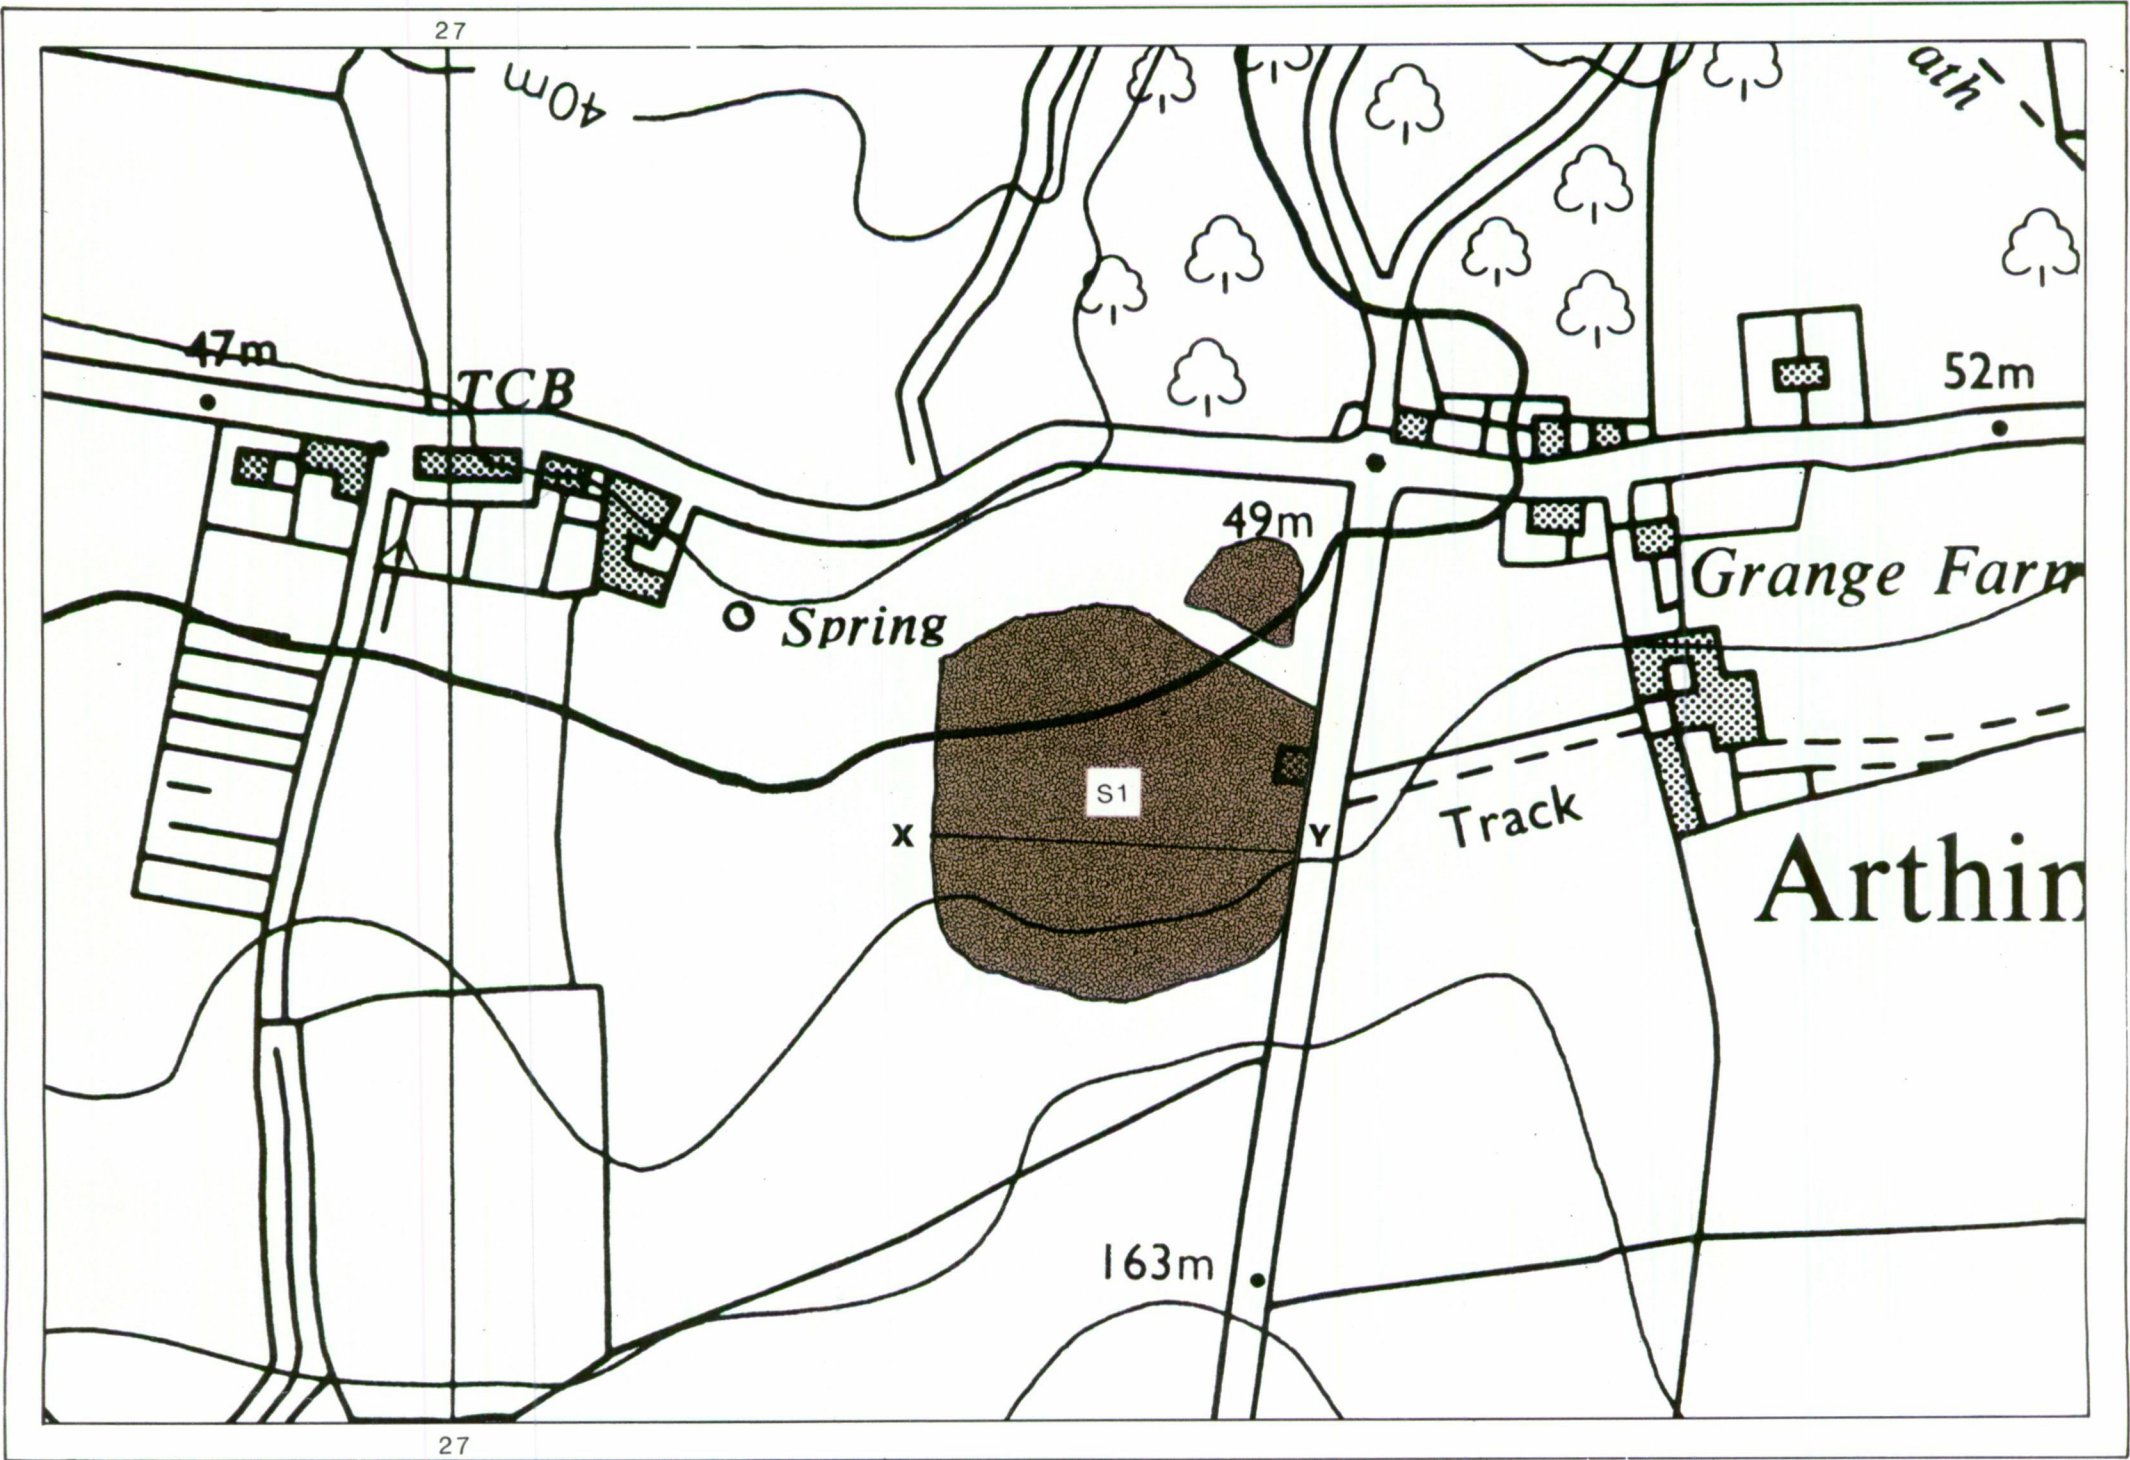 27
40m
ath
47m
TCB
52m
49m
Grange Farm
Spring
S1
X
Y
Track
Arthin
163m
27